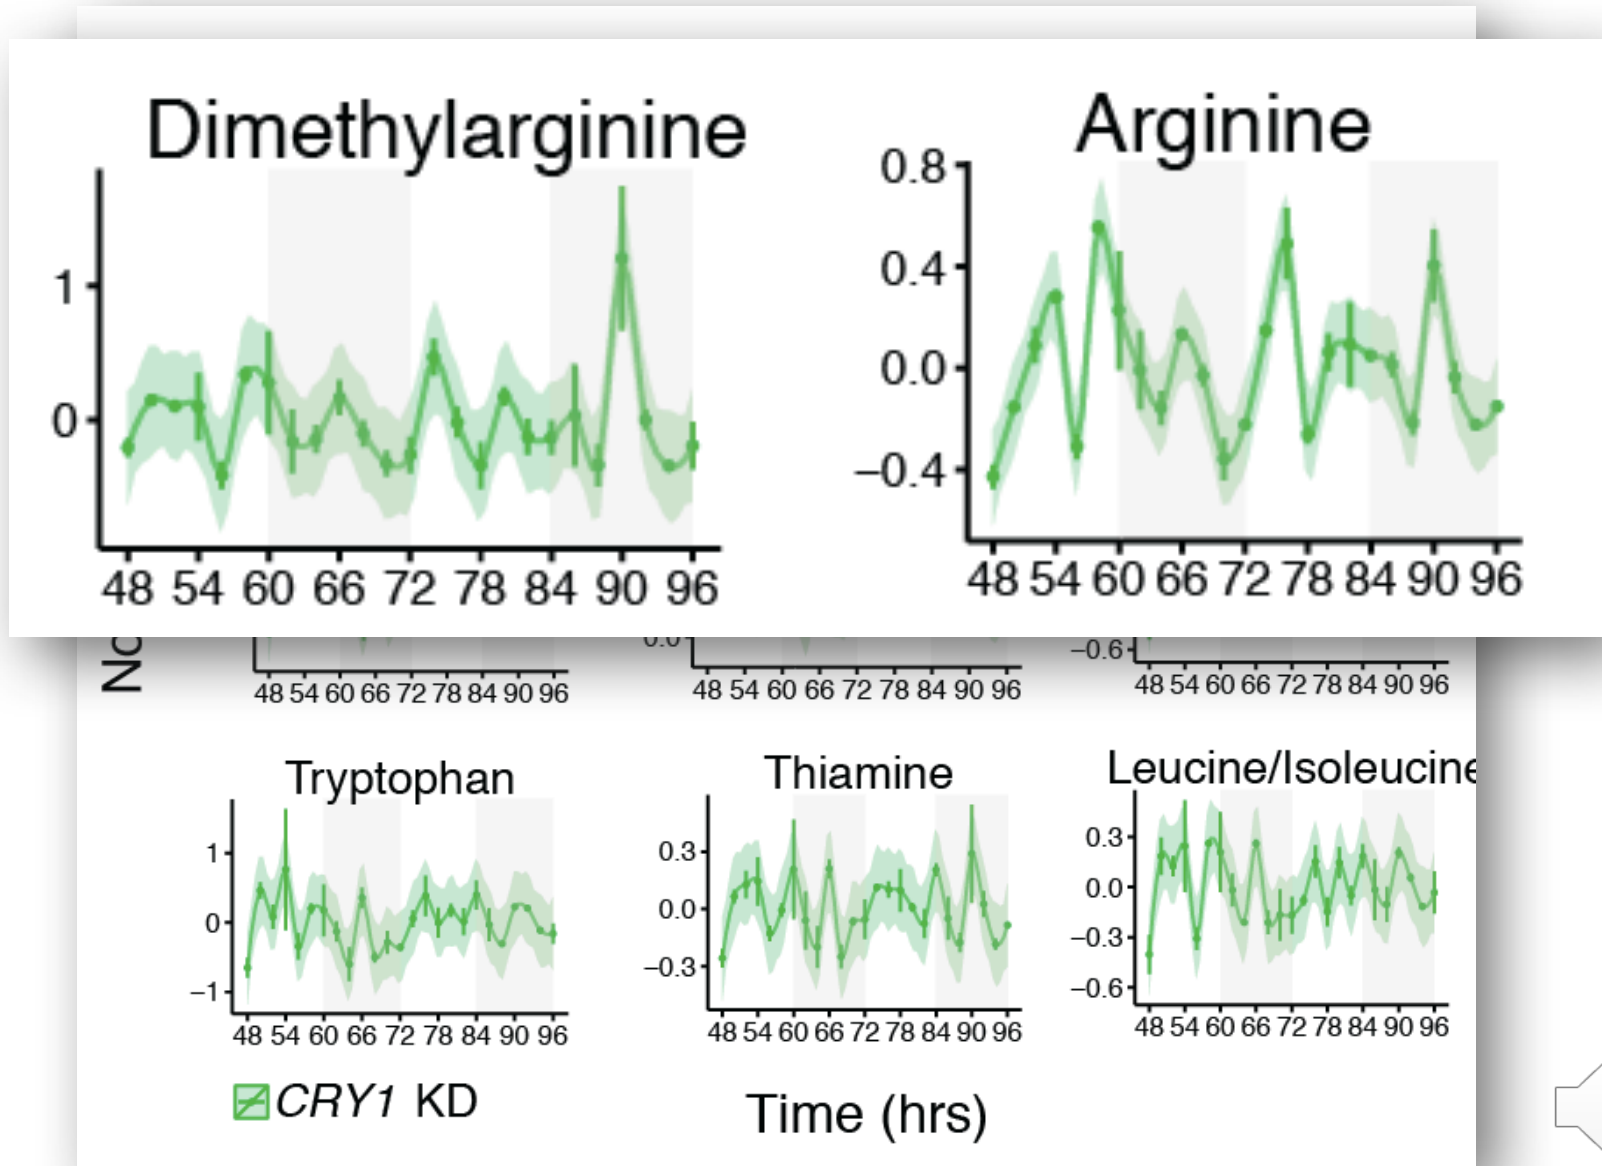 Dimethylarginine
1
0
48 54 60 66 72 78 84 90 96
Arginine
0.8
0.4
0.0
−0.4
48 54 60 66 72 78 84 90 96
No
48 54 60 66 72 78 84 90 96
0.0
48 54 60 66 72 78 84 90 96
−0.6
48 54 60 66 72 78 84 90 96
Tryptophan
1
0
−1
48 54 60 66 72 78 84 90 96
Thiamine
0.3
0.0
−0.3
48 54 60 66 72 78 84 90 96
Leucine/Isoleucine
0.3
0.0
−0.3
−0.6
48 54 60 66 72 78 84 90 96
CRY1 KD
Time (hrs)